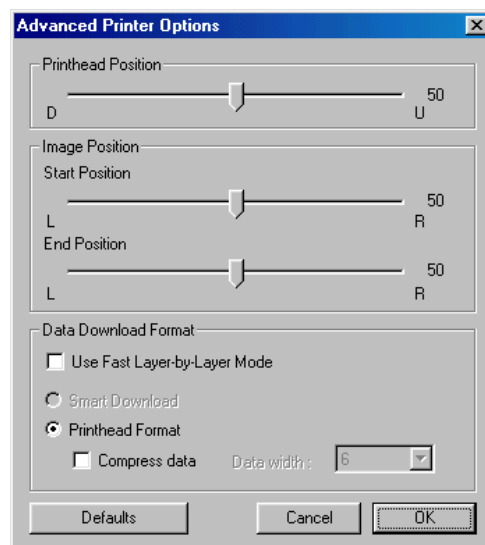 Advanced Printer Options
Printhead Position
50
D U
Image Position
Start Position
50
L R
End Position
50
L R
Data Download Format
Use Fast Layer-by-Layer Mode
Smart Download
Printhead Format
Compress data Data width : 6
Defaults Cancel OK